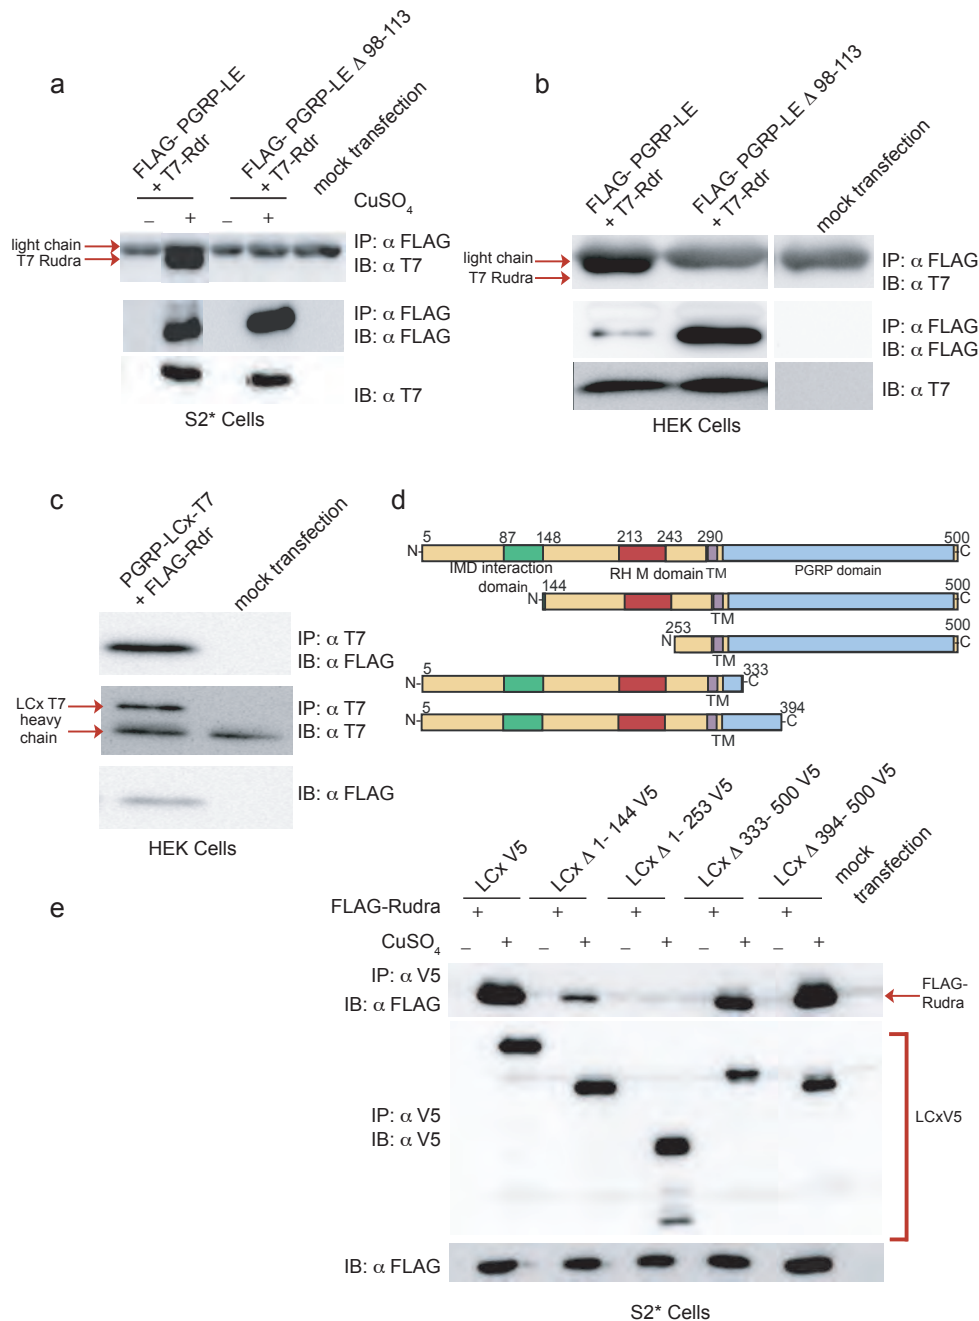 a
FLAG- PGRP-LE
+ T7-Rdr
FLAG- PGRP-LE Δ 98-113
+ T7-Rdr
mock transfection
CuSO4
– + – +
light chain
T7 Rudra
IP: α FLAG
IB: α T7
IP: α FLAG
IB: α FLAG
IB: α T7
S2* Cells
b
FLAG- PGRP-LE
+ T7-Rdr
FLAG- PGRP-LE Δ 98-113
+ T7-Rdr
mock transfection
light chain
T7 Rudra
IP: α FLAG
IB: α T7
IP: α FLAG
IB: α FLAG
IB: α T7
HEK Cells
c
PGRP-LCx-T7
+ FLAG-Rdr
mock transfection
IP: α T7
IB: α FLAG
LCx T7
heavy
chain
IP: α T7
IB: α T7
IB: α FLAG
HEK Cells
d
5 87 148 213 243 290 500
N- -C
IMD interaction
domain
RH M domain
TM
PGRP domain
144 500
N- -C
TM
253 500
N -C
TM
5 333
N- -C
TM
5 394
N- -C
TM
e
LCx V5
LCx Δ 1- 144 V5
LCx Δ 1- 253 V5
LCx Δ 333- 500 V5
LCx Δ 394- 500 V5
mock
transfection
FLAG-Rudra + + + + +
CuSO4 – + – + – + – + – +
IP: α V5
IB: α FLAG
FLAG-
Rudra
IP: α V5
IB: α V5
LCxV5
IB: α FLAG
S2* Cells